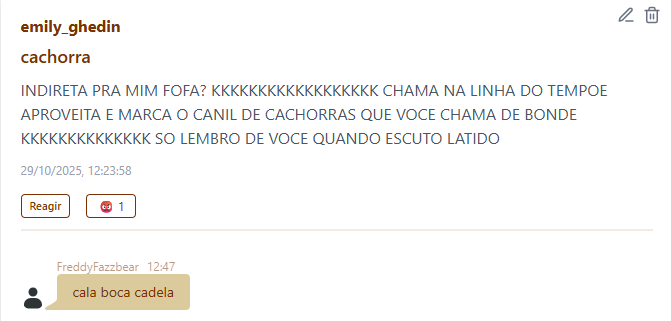 emily_ghedin
cachorra
INDIRETA PRA MIM FOFA? KKKKKKKKKKKKKKKKKK CHAMA NA LINHA DO TEMPOE
APROVEITA E MARCA O CANIL DE CACHORRAS QUE VOCE CHAMA DE BONDE
KKKKKKKKKKKKKK SO LEMBRO DE VOCE QUANDO ESCUTO LATIDO
29/10/2025, 12:23:58
Reagir 1
FreddyFazzbear 12:47
cala boca cadela